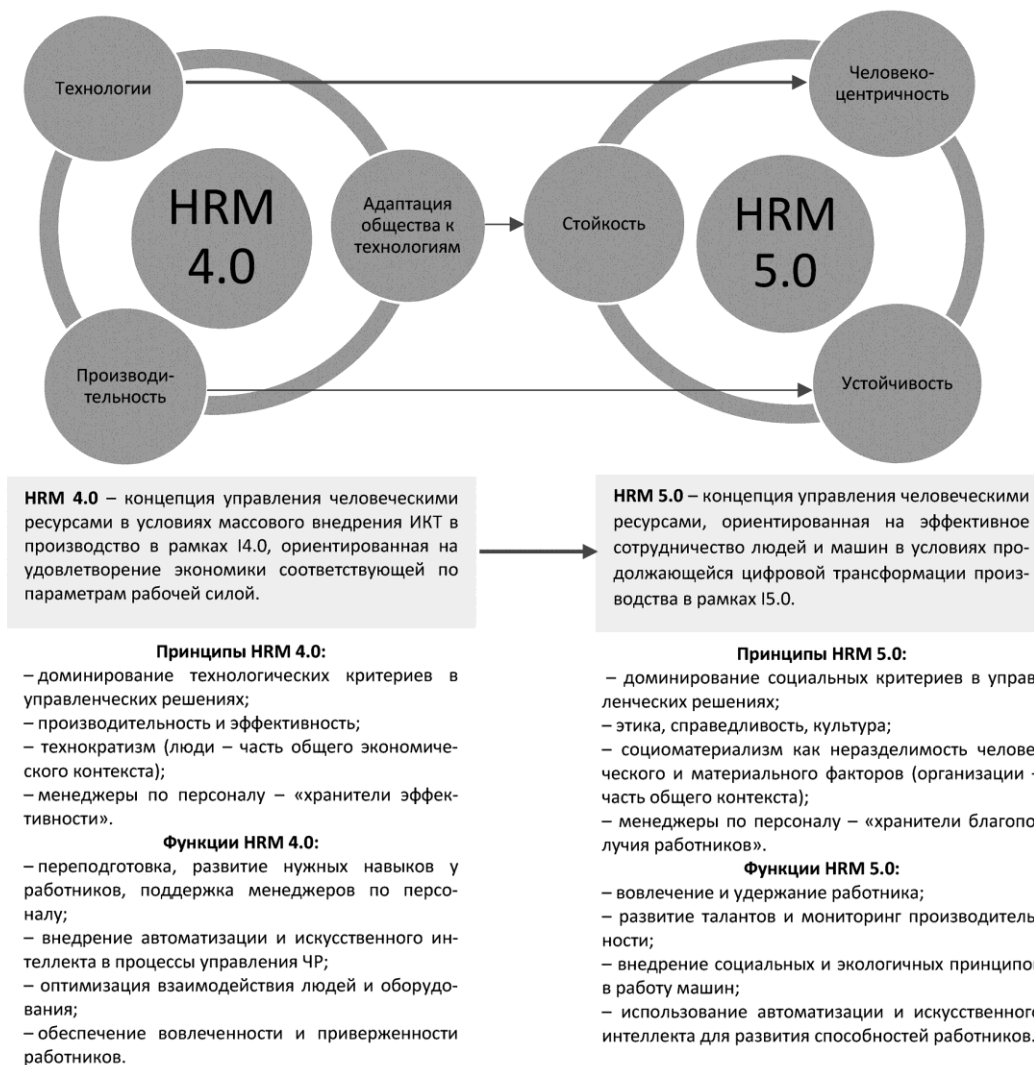 Технологии
Человеко-
центричность
HRM
4.0
Адаптация
общества к
технологиям
Стойкость
HRM
5.0
Производи-
тельность
Устойчивость
HRM 4.0 – концепция управления человеческими
ресурсами в условиях массового внедрения ИКТ в
производство в рамках I4.0, ориентированная на
удовлетворение экономики соответствующей по
параметрам рабочей силой.
HRM 5.0 – концепция управления человеческими
ресурсами, ориентированная на эффективное
сотрудничество людей и машин в условиях про-
должающейся цифровой трансформации произ-
водства в рамках I5.0.
Принципы HRM 4.0:
– доминирование технологических критериев в
управленческих решениях;
– производительность и эффективность;
– технократизм (люди – часть общего экономиче-
ского контекста);
– менеджеры по персоналу – «хранители эффек-
тивности».
Функции HRM 4.0:
– переподготовка, развитие нужных навыков у
работников, поддержка менеджеров по персо-
налу;
– внедрение автоматизации и искусственного ин-
теллекта в процессы управления ЧР;
– оптимизация взаимодействия людей и оборудо-
вания;
– обеспечение вовлеченности и приверженности
работников.
Принципы HRM 5.0:
– доминирование социальных критериев в управ
ленческих решениях;
– этика, справедливость, культура;
– социоматериализм как неразделимость челове
ческого и материального факторов (организации –
часть общего контекста);
– менеджеры по персоналу – «хранители благопо
лучия работников».
Функции HRM 5.0:
– вовлечение и удержание работника;
– развитие талантов и мониторинг производитель
ности;
– внедрение социальных и экологичных принципо
в работу машин;
– использование автоматизации и искусственного
интеллекта для развития способностей работников.